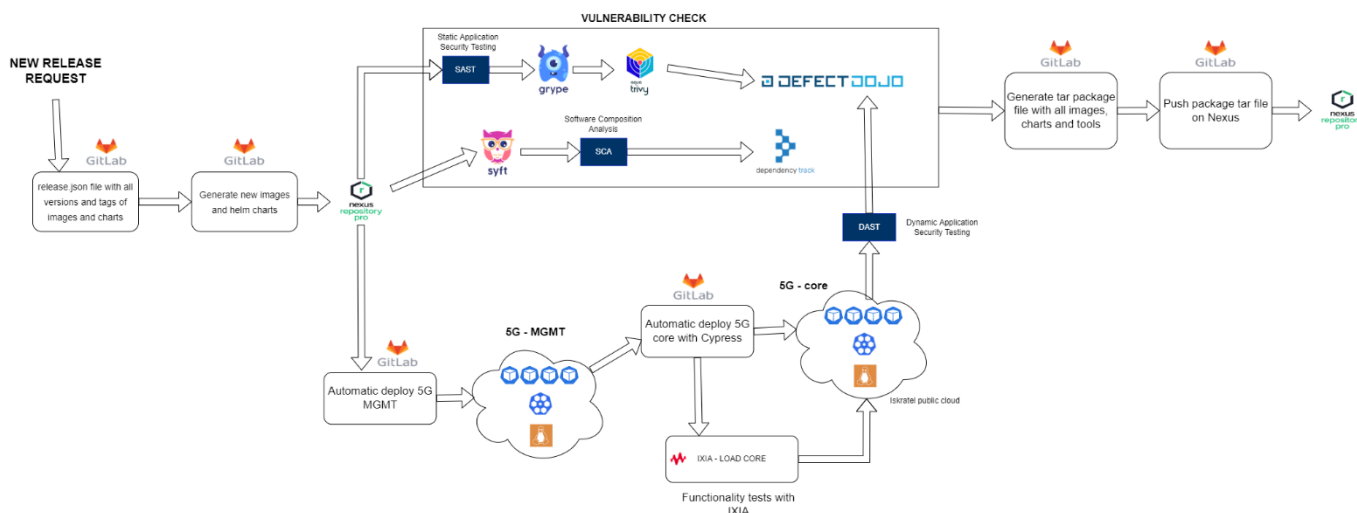 VULNERABILITY CHECK
NEW RELEASE
REQUEST
GitLab
release.json file with all
versions and tags of
images and charts
GitLab
Generate new images
and helm charts
nexus
repository
pro
Static Application
Security Testing
SAST
grype
aqua
trivy
DEFECTDOJO
syft
Software Composition
Analysis
SCA
dependency track
GitLab
Generate tar package
file with all images,
charts and tools
GitLab
Push package tar file
on Nexus
nexus
repository
pro
DAST
Dynamic Application
Security Testing
GitLab
Automatic deploy 5G
MGMT
5G - MGMT
GitLab
Automatic deploy 5G
core with Cypress
5G - core
Iskratel public cloud
IXIA - LOAD CORE
Functionality tests with
IXIA